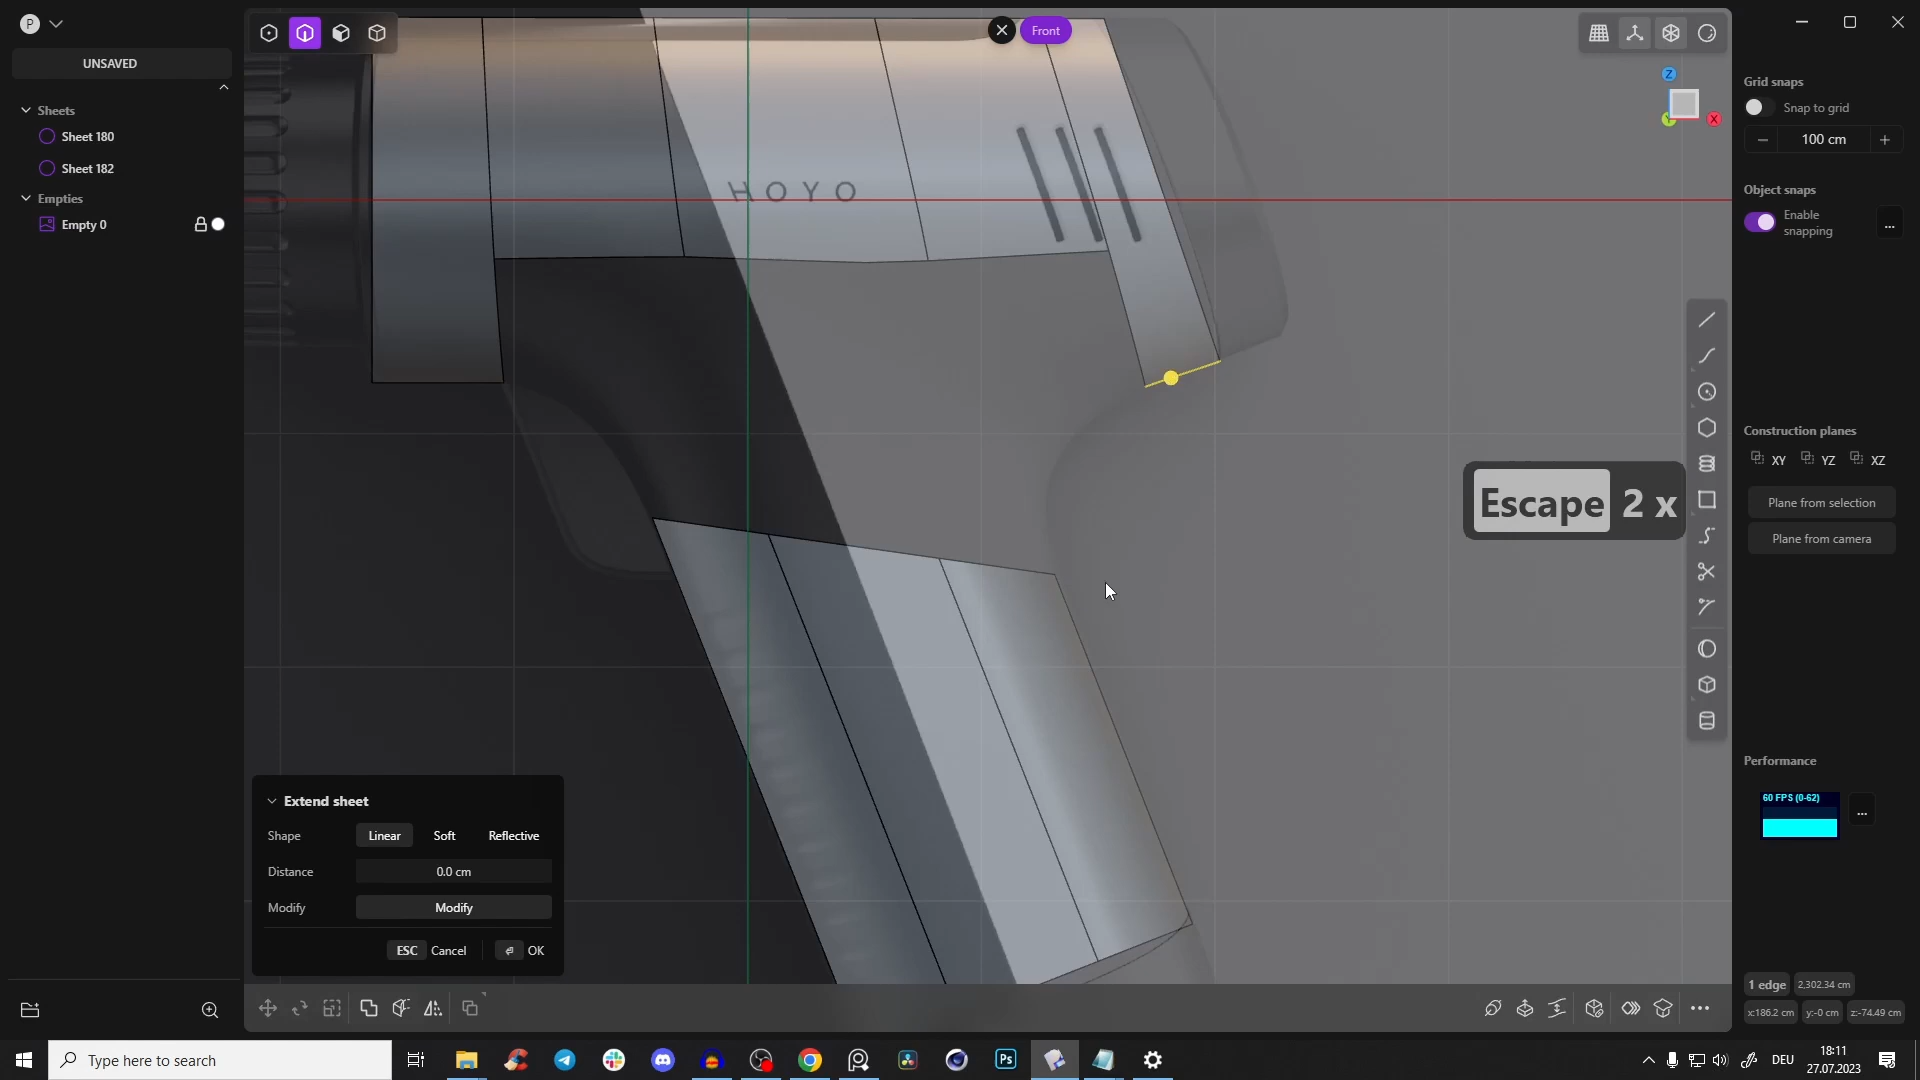 P
UNSAVED
Sheets
Sheet 180
Sheet 182
Empties
Empty 0
Front
Z
Y
X
HOYO
Grid snaps
Snap to grid
100 cm
Object snaps
Enable
snapping
...
Escape 2 x
Construction planes
XY YZ XZ
Plane from selection
Plane from camera
Performance
60 FPS (0-62)
...
Extend sheet
Shape Linear Soft Reflective
Distance 0.0 cm
Modify Modify
ESC Cancel OK
1 edge 2,302.34 cm
x:186.2 cm y:-0 cm z:-74.49 cm
Type here to search
Ps
DEU
18:11
27.07.2023